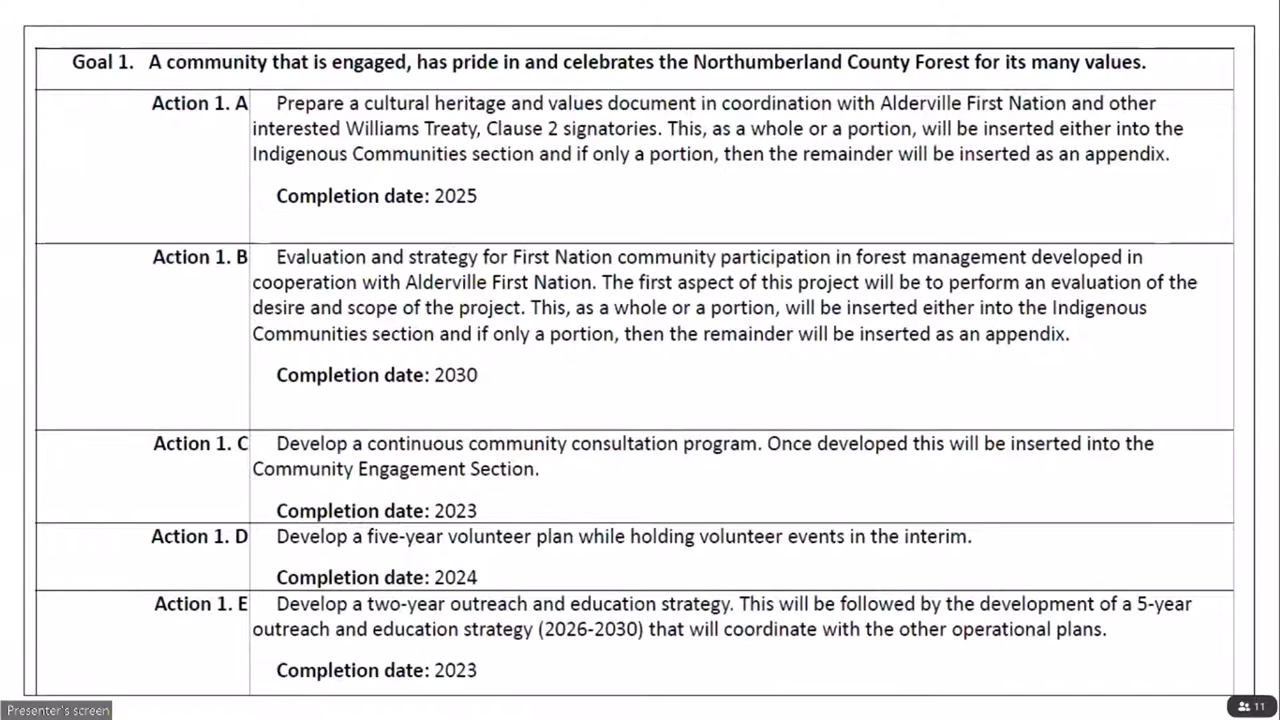 Goal 1. A community that is engaged, has pride in and celebrates the Northumberland County Forest for its many values.
Action 1. A Prepare a cultural heritage and values document in coordination with Alderville First Nation and other
interested Williams Treaty, Clause 2 signatories. This, as a whole or a portion, will be inserted either into the
Indigenous Communities section and if only a portion, then the remainder will be inserted as an appendix.
Completion date: 2025
Action 1. B Evaluation and strategy for First Nation community participation in forest management developed in
cooperation with Alderville First Nation. The first aspect of this project will be to perform an evaluation of the
desire and scope of the project. This, as a whole or a portion, will be inserted either into the Indigenous
Communities section and if only a portion, then the remainder will be inserted as an appendix.
Completion date: 2030
Action 1. C Develop a continuous community consultation program. Once developed this will be inserted into the
Community Engagement Section.
Completion date: 2023
Action 1. D Develop a five-year volunteer plan while holding volunteer events in the interim.
Completion date: 2024
Action 1. E Develop a two-year outreach and education strategy. This will be followed by the development of a 5-year
outreach and education strategy (2026-2030) that will coordinate with the other operational plans.
Completion date: 2023
Presenter's screen
11